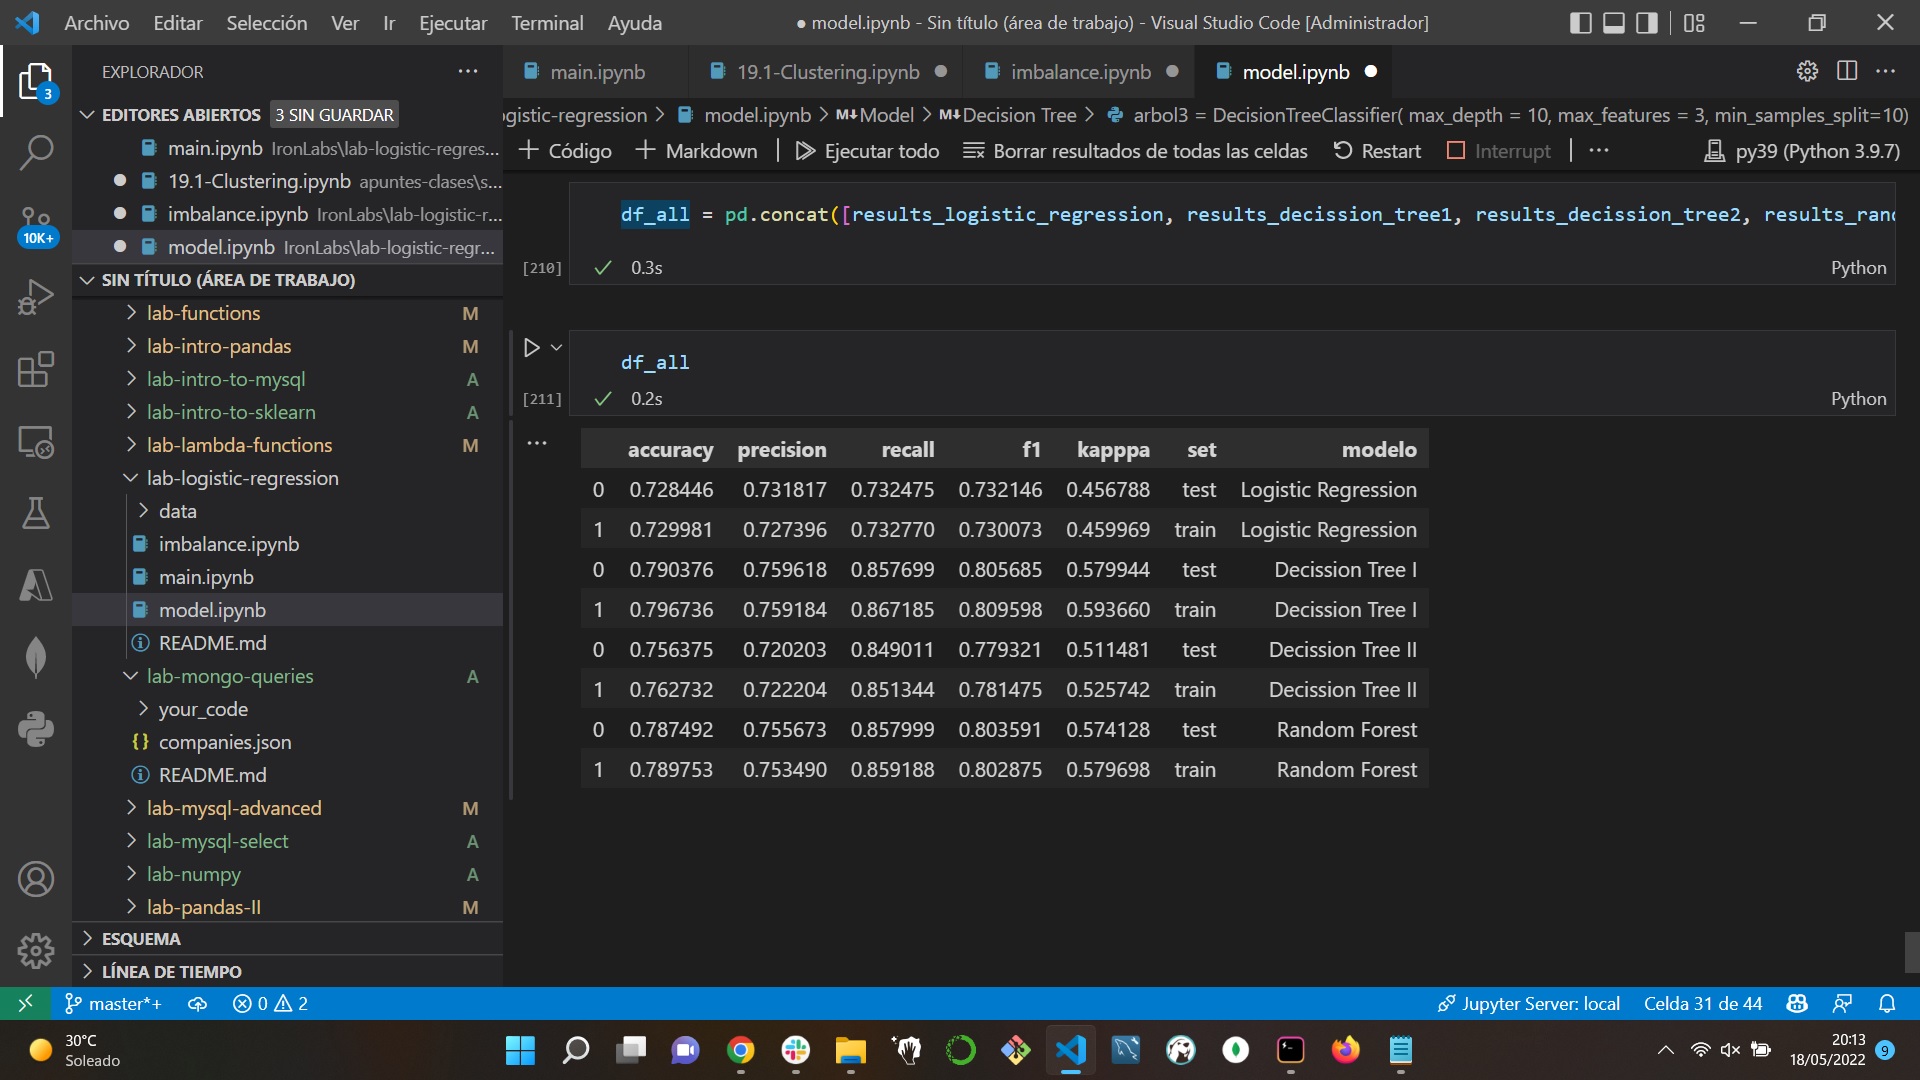 Archivo Editar Selección Ver Ir Ejecutar Terminal Ayuda
● model.ipynb - Sin título (área de trabajo) - Visual Studio Code [Administrador]
EXPLORADOR
main.ipynb
19.1-Clustering.ipynb
imbalance.ipynb
model.ipynb
3
EDITORES ABIERTOS 3 SIN GUARDAR
gistic-regression > model.ipynb > M↓Model > M↓Decision Tree > arbol3 = DecisionTreeClassifier( max_depth = 10, max_features = 3, min_samples_split=10)
main.ipynb IronLabs\lab-logistic-regres...
19.1-Clustering.ipynb apuntes-clases\s...
imbalance.ipynb IronLabs\lab-logistic-r...
model.ipynb IronLabs\lab-logistic-regr...
10K+
+ Código + Markdown Ejecutar todo Borrar resultados de todas las celdas Restart Interrupt ... py39 (Python 3.9.7)
SIN TÍTULO (ÁREA DE TRABAJO)
lab-functions M
lab-intro-pandas M
lab-intro-to-mysql A
lab-intro-to-sklearn A
lab-lambda-functions M
lab-logistic-regression
data
imbalance.ipynb
main.ipynb
model.ipynb
README.md
lab-mongo-queries A
your_code
{} companies.json
README.md
lab-mysql-advanced M
lab-mysql-select A
lab-numpy A
lab-pandas-II M
ESQUEMA
LÍNEA DE TIEMPO
df_all = pd.concat([results_logistic_regression, results_decission_tree1, results_decission_tree2, results_ran
[210] 0.3s Python
df_all
[211] 0.2s Python
accuracy precision recall f1 kapppa set modelo
0 0.728446 0.731817 0.732475 0.732146 0.456788 test Logistic Regression
1 0.729981 0.727396 0.732770 0.730073 0.459969 train Logistic Regression
0 0.790376 0.759618 0.857699 0.805685 0.579944 test Decission Tree I
1 0.796736 0.759184 0.867185 0.809598 0.593660 train Decission Tree I
0 0.756375 0.720203 0.849011 0.779321 0.511481 test Decission Tree II
1 0.762732 0.722204 0.851344 0.781475 0.525742 train Decission Tree II
0 0.787492 0.755673 0.857999 0.803591 0.574128 test Random Forest
1 0.789753 0.753490 0.859188 0.802875 0.579698 train Random Forest
master*+ 0 2 Jupyter Server: local Celda 31 de 44
30°C
Soleado
20:13
18/05/2022 9